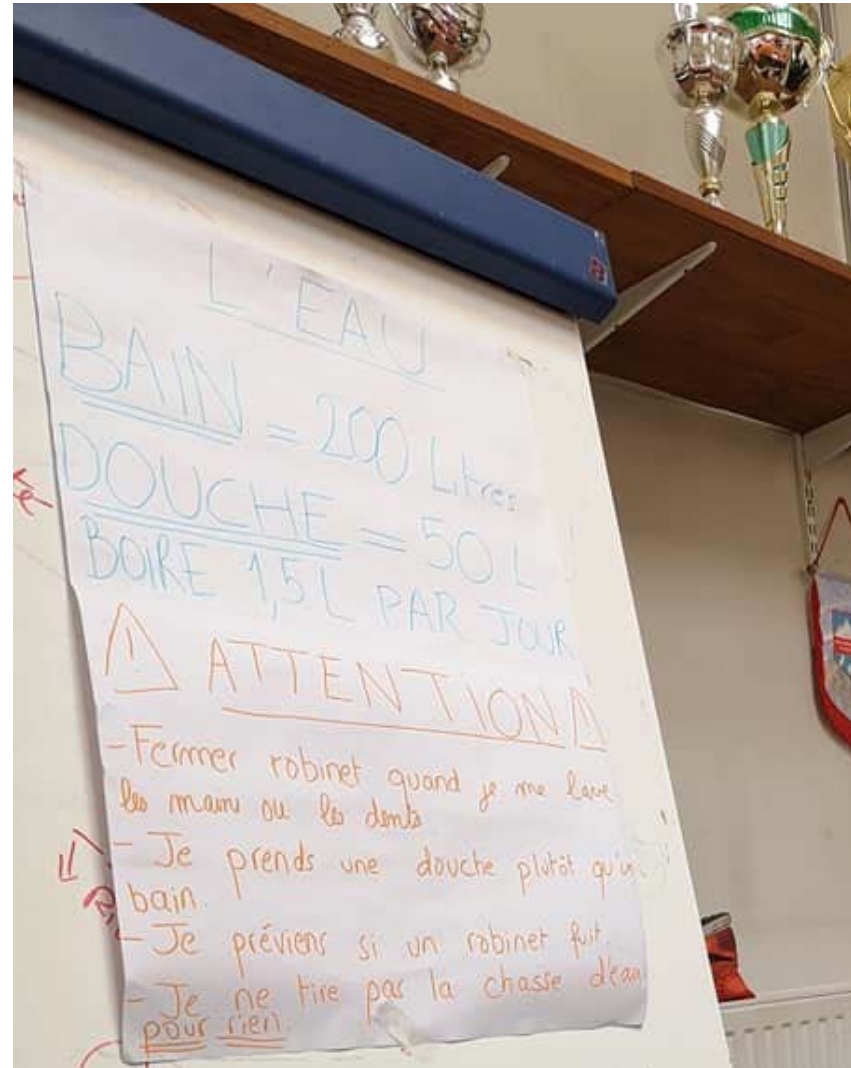 L'EAU
BAIN = 200 Litres
DOUCHE = 50 L
BOIRE 1,5L PAR JOUR
! ATTENTION
- Fermer robinet quand je me lave
les mains ou les dents
- Je prends une douche plutôt qu'un
bain.
- Je préviens si un robinet fuit.
- Je ne tire pas la chasse d'eau
pour rien.